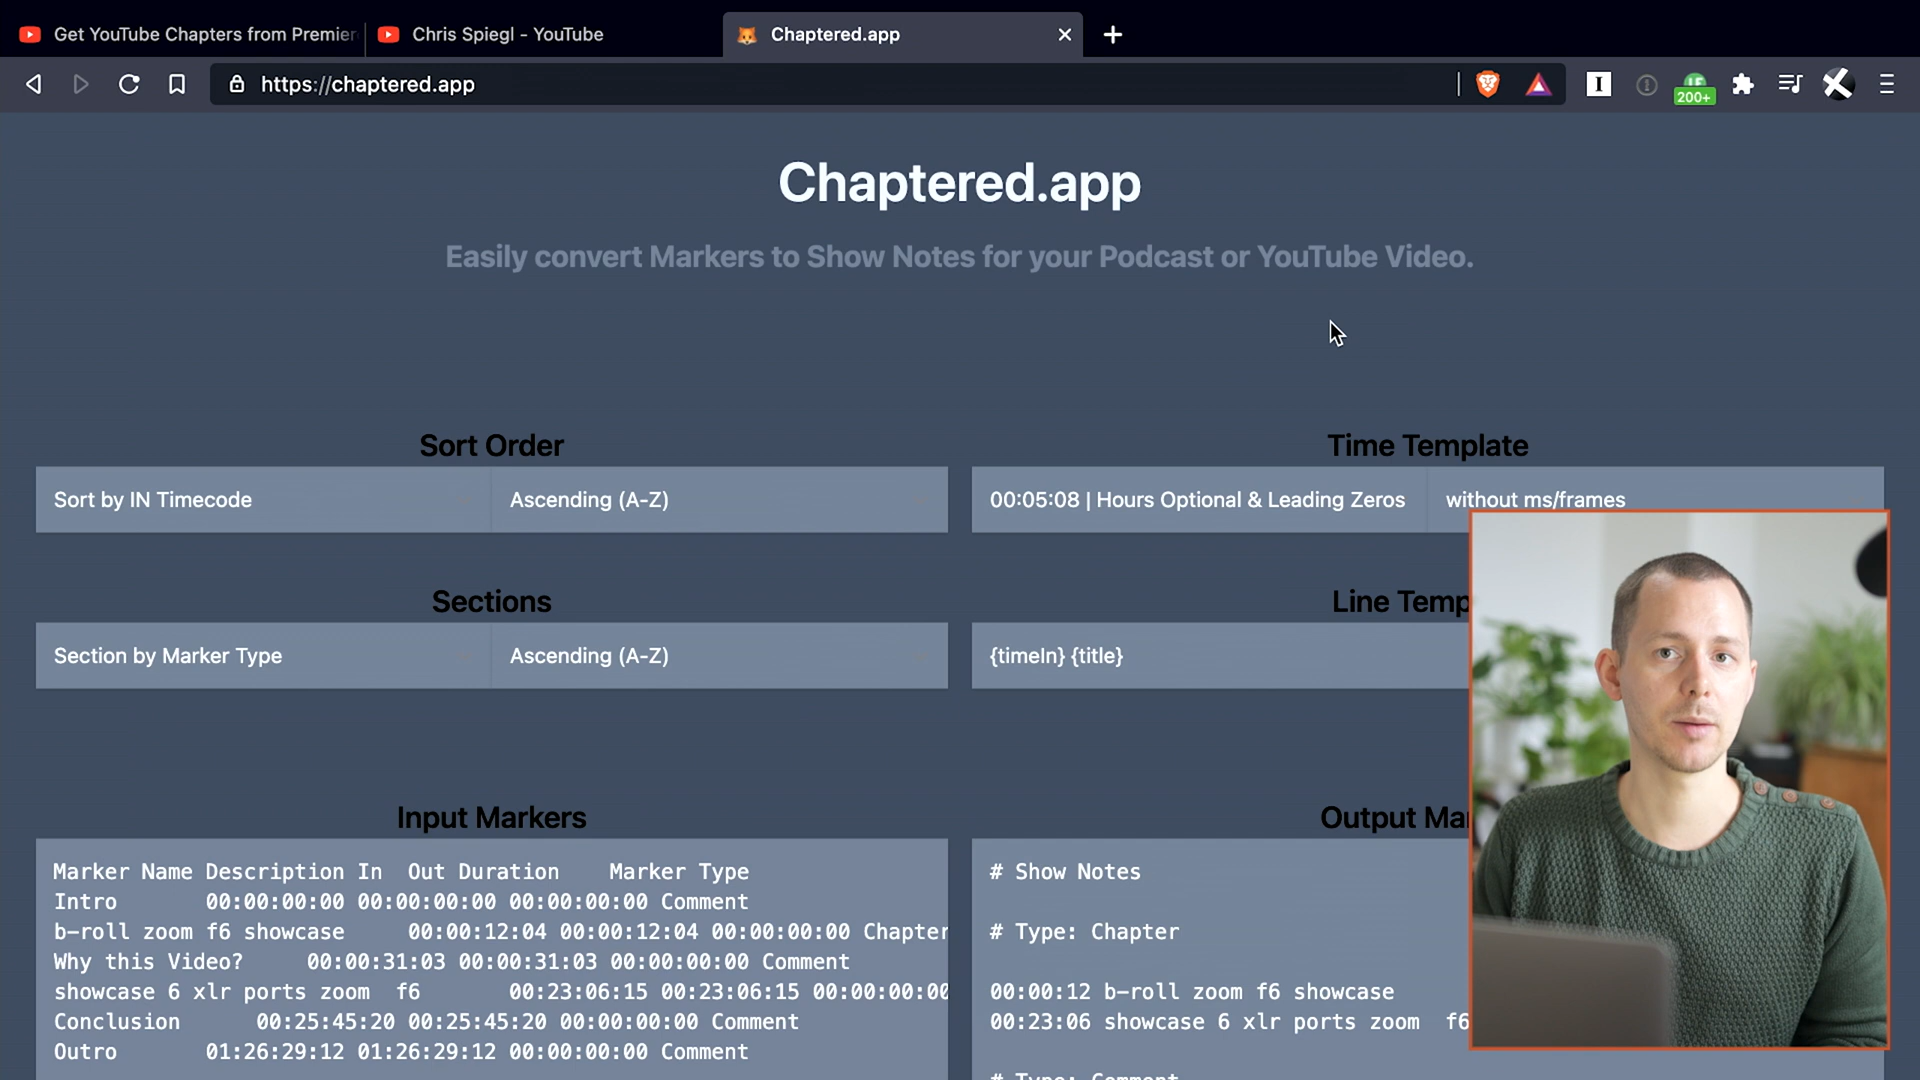 Get YouTube Chapters from Premier
Chris Spiegl - YouTube
Chaptered.app
https://chaptered.app
200+
Chaptered.app
Easily convert Markers to Show Notes for your Podcast or YouTube Video.
Sort Order
Time Template
Sort by IN Timecode
Ascending (A-Z)
00:05:08 | Hours Optional & Leading Zeros
without ms/frames
Sections
Line Temp
Section by Marker Type
Ascending (A-Z)
{timeIn} {title}
Input Markers
Output Mar
Marker Name Description In Out Duration Marker Type
Intro 00:00:00:00 00:00:00:00 00:00:00:00 Comment
b-roll zoom f6 showcase 00:00:12:04 00:00:12:04 00:00:00:00 Chapter
Why this Video? 00:00:31:03 00:00:31:03 00:00:00:00 Comment
showcase 6 xlr ports zoom f6 00:23:06:15 00:23:06:15 00:00:00:00
Conclusion 00:25:45:20 00:25:45:20 00:00:00:00 Comment
Outro 01:26:29:12 01:26:29:12 00:00:00:00 Comment
# Show Notes
# Type: Chapter
00:00:12 b-roll zoom f6 showcase
00:23:06 showcase 6 xlr ports zoom f6
# Type: Comment